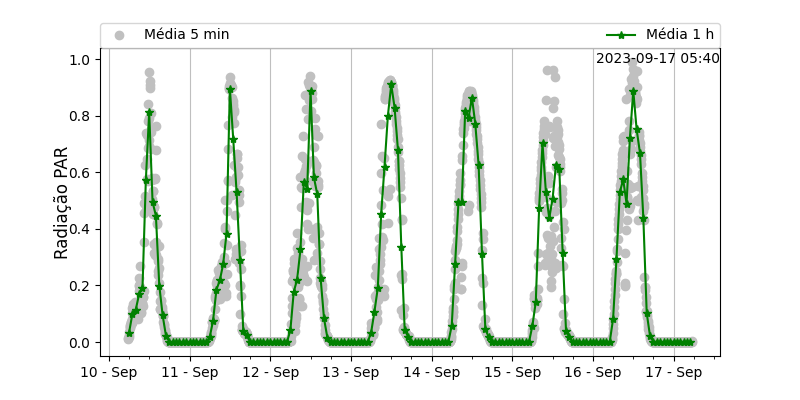 Média 5 min
Média 1 h
2023-09-17 05:40
Radiação PAR
1.0
0.8
0.6
0.4
0.2
0.0
10 - Sep
11 - Sep
12 - Sep
13 - Sep
14 - Sep
15 - Sep
16 - Sep
17 - Sep